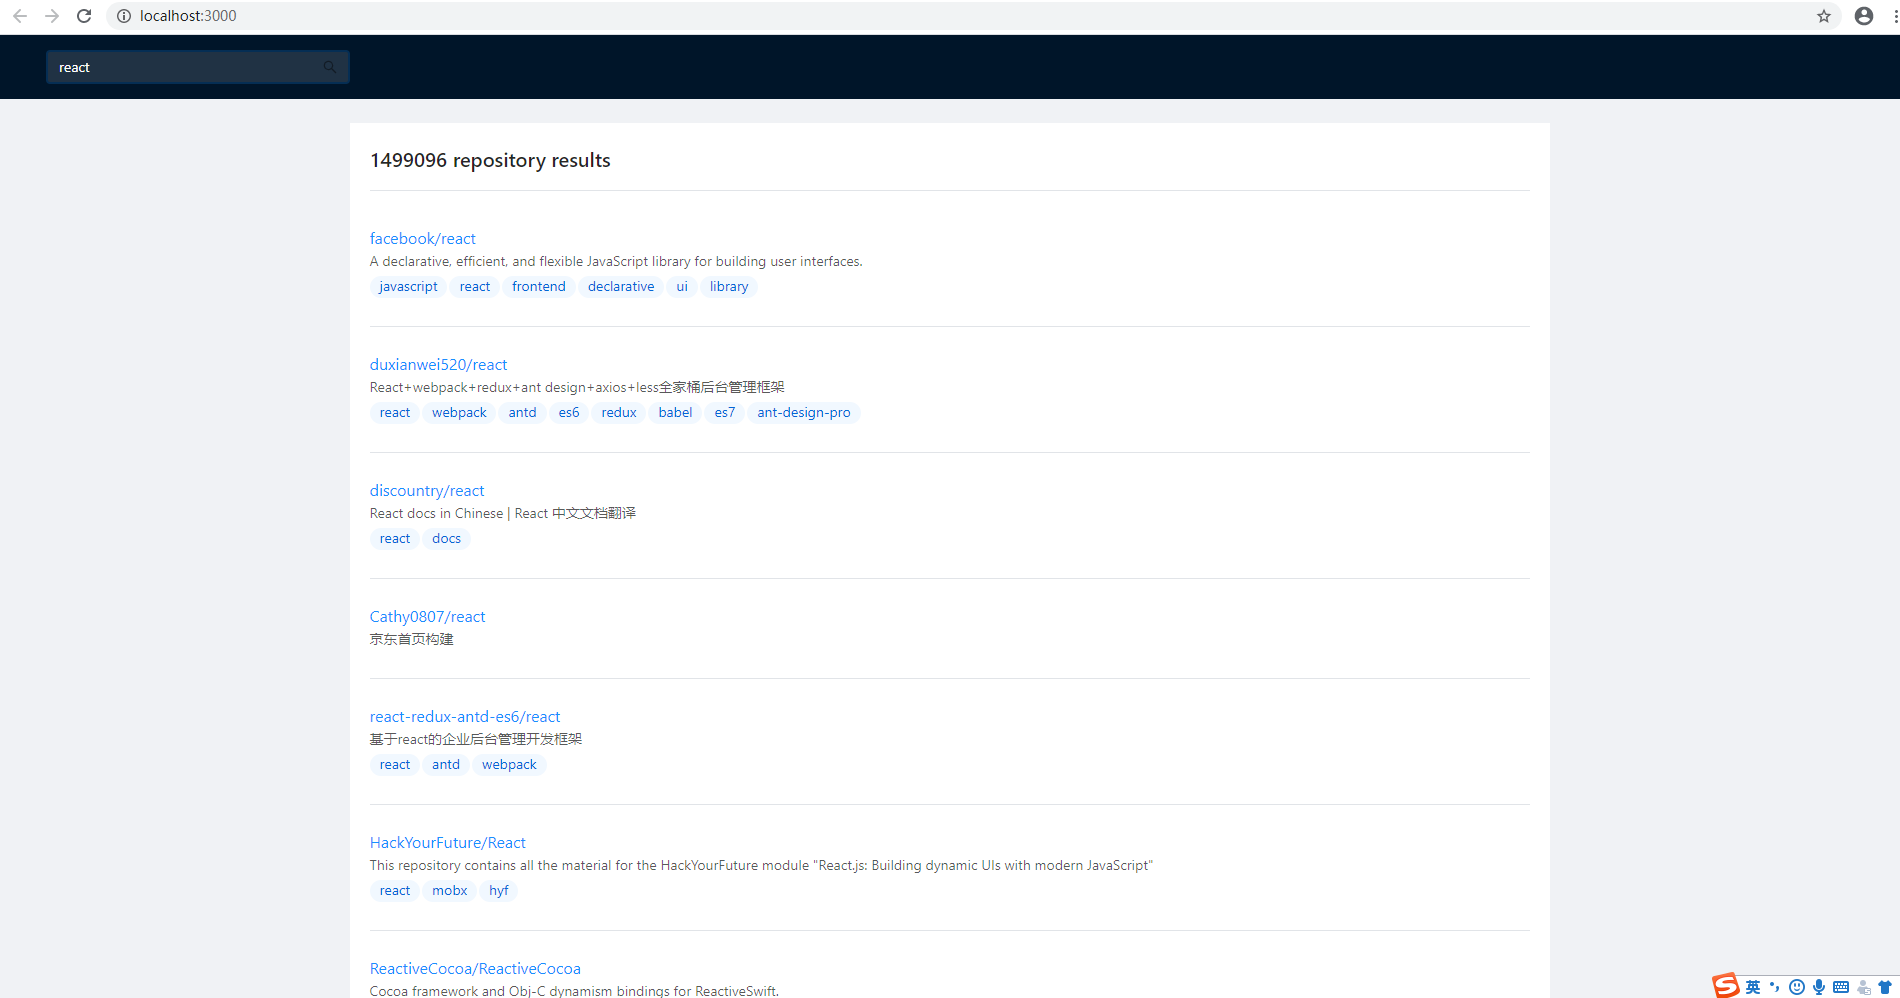 localhost:3000
react
1499096 repository results
facebook/react
A declarative, efficient, and flexible JavaScript library for building user interfaces.
javascript react frontend declarative ui library
duxianwei520/react
React+webpack+redux+ant design+axios+less全家桶后台管理框架
react webpack antd es6 redux babel es7 ant-design-pro
discountry/react
React docs in Chinese | React 中文文档翻译
react docs
Cathy0807/react
京东首页构建
react-redux-antd-es6/react
基于react的企业后台管理开发框架
react antd webpack
HackYourFuture/React
This repository contains all the material for the HackYourFuture module "React.js: Building dynamic UIs with modern JavaScript"
react mobx hyf
ReactiveCocoa/ReactiveCocoa
Cocoa framework and Obj-C dynamism bindings for ReactiveSwift.
英